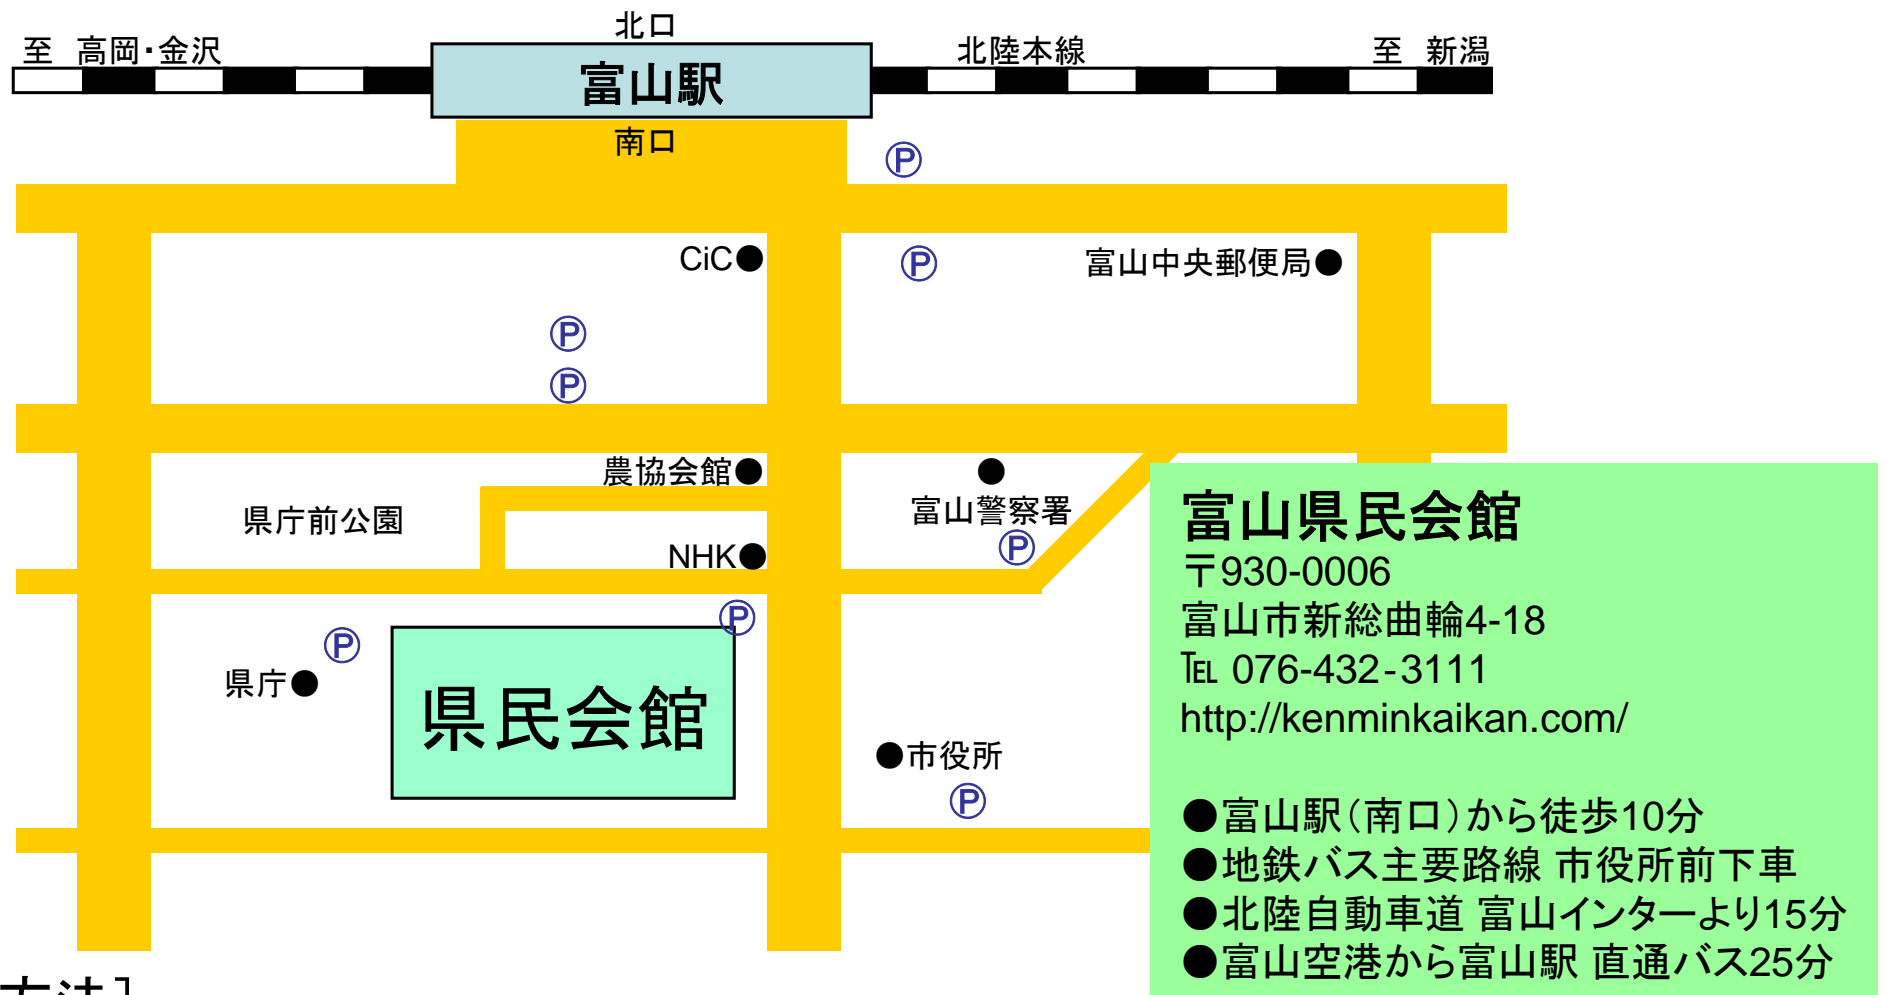 北口
至　高岡・金沢
富山駅
北陸本線
至　新潟
南口
Ⓟ
CiC●
Ⓟ
富山中央郵便局●
Ⓟ
Ⓟ
農協会館●
●
富山警察署
県庁前公園
Ⓟ
NHK●
Ⓟ
Ⓟ
県庁●
県民会館
●市役所
Ⓟ
富山県民会館
〒930-0006
富山市新総曲輪4-18
℡ 076-432-3111
http://kenminkaikan.com/
●富山駅（南口）から徒歩10分
●地鉄バス主要路線 市役所前下車
●北陸自動車道 富山インターより15分
●富山空港から富山駅 直通バス25分
方法］